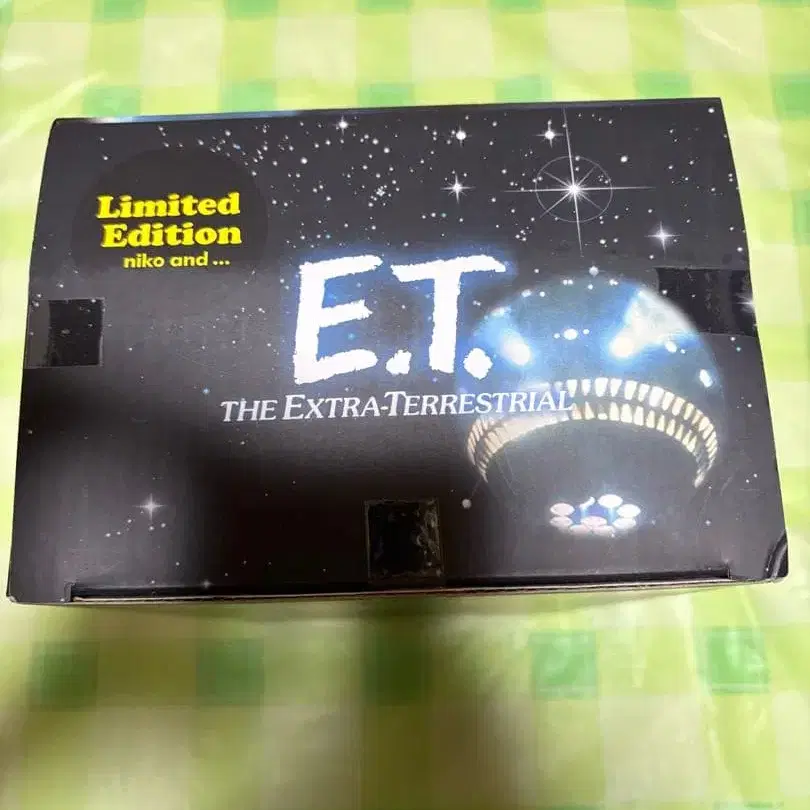 Limited
Edition
niko and ...
E.T.
THE EXTRA-TERRESTRIAL